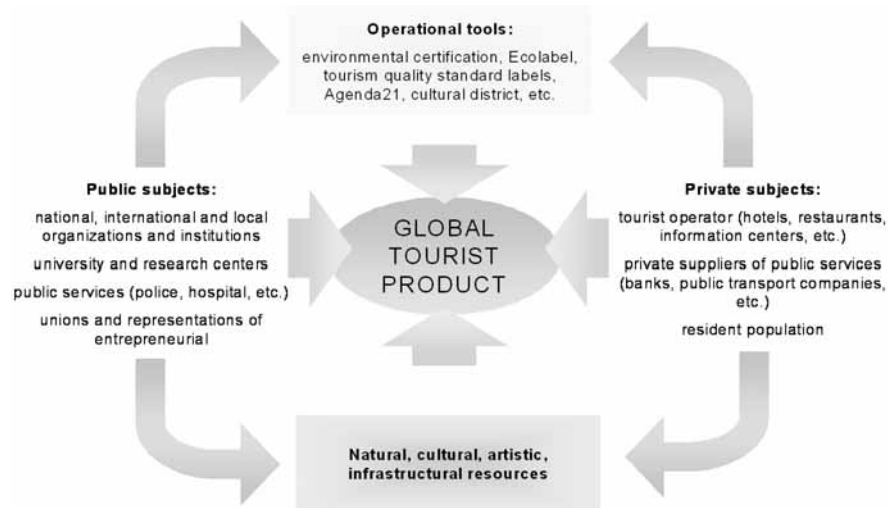 Operational tools:
environmental certification, Ecolabel,
tourism quality standard labels,
Agenda21, cultural district, etc.
Public subjects:
national, international and local
organizations and institutions
university and research centers
public services (police, hospital, etc.)
unions and representations of
entrepreneurial
GLOBAL
TOURIST
PRODUCT
Private subjects:
tourist operator (hotels, restaurants,
information centers, etc.)
private suppliers of public services
(banks, public transport companies,
etc.)
resident population
Natural, cultural, artistic,
infrastructural resources